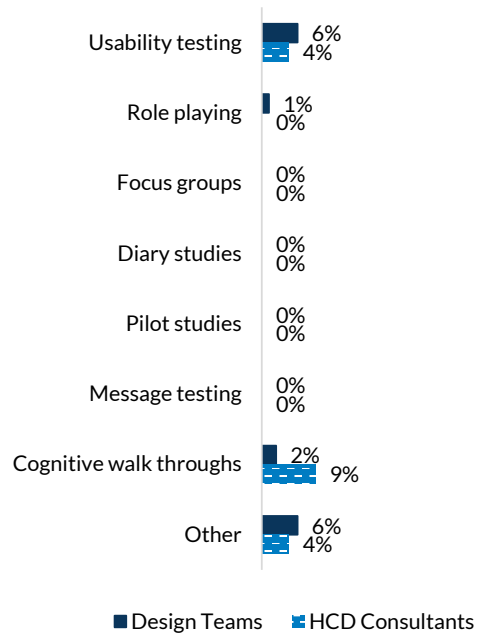 Usability testing
6%
4%
Role playing
1%
0%
Focus groups
0%
0%
Diary studies
0%
0%
Pilot studies
0%
0%
Message testing
0%
0%
Cognitive walk throughs
2%
9%
Other
6%
4%
Design Teams
HCD Consultants